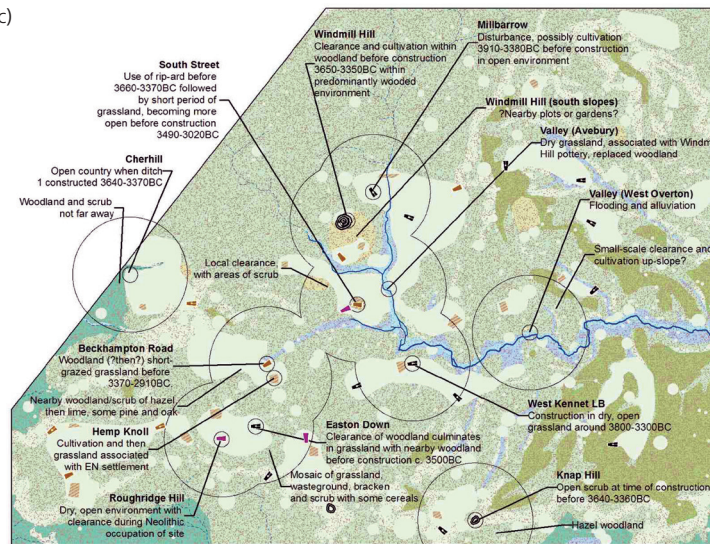 c)
South Street
Use of rip-ard before
3660-3370BC followed
by short period of
grassland, becoming more
open before construction
3490-3020BC
Windmill Hill
Clearance and cultivation within
woodland before construction
3650-3350BC within
predominantly wooded
environment
Millbarrow
Disturbance, possibly cultivation
3910-3380BC before construction
in open environment
Windmill Hill (south slopes)
?Nearby plots or gardens?
Valley (Avebury)
Dry grassland, associated with Windm
Hill pottery, replaced woodland
Cherhill
Open country when ditch
1 constructed 3640-3370BC
Woodland and scrub
not far away
Valley (West Overton)
Flooding and alluviation
Small-scale clearance and
cultivation up-slope?
Local clearance,
with areas of scrub
Beckhampton Road
Woodland (?then?) short-
grazed grassland before
3370-2910BC.
Nearby woodland/scrub of hazel,
then lime, some pine and oak
Hemp Knoll
Cultivation and then
grassland associated
with EN settlement
Roughridge Hill
Dry, open environment with
clearance during Neolithic
occupation of site
Easton Down
Clearance of woodland culminates
in grassland with nearby woodland
before construction c. 3500BC
Mosaic of grassland,
wasteground, bracken
and scrub with some cereals
West Kennet LB
Construction in dry, open
grassland around 3800-3300BC
Knap Hill
Open scrub at time of construction
before 3640-3360BC
Hazel woodland